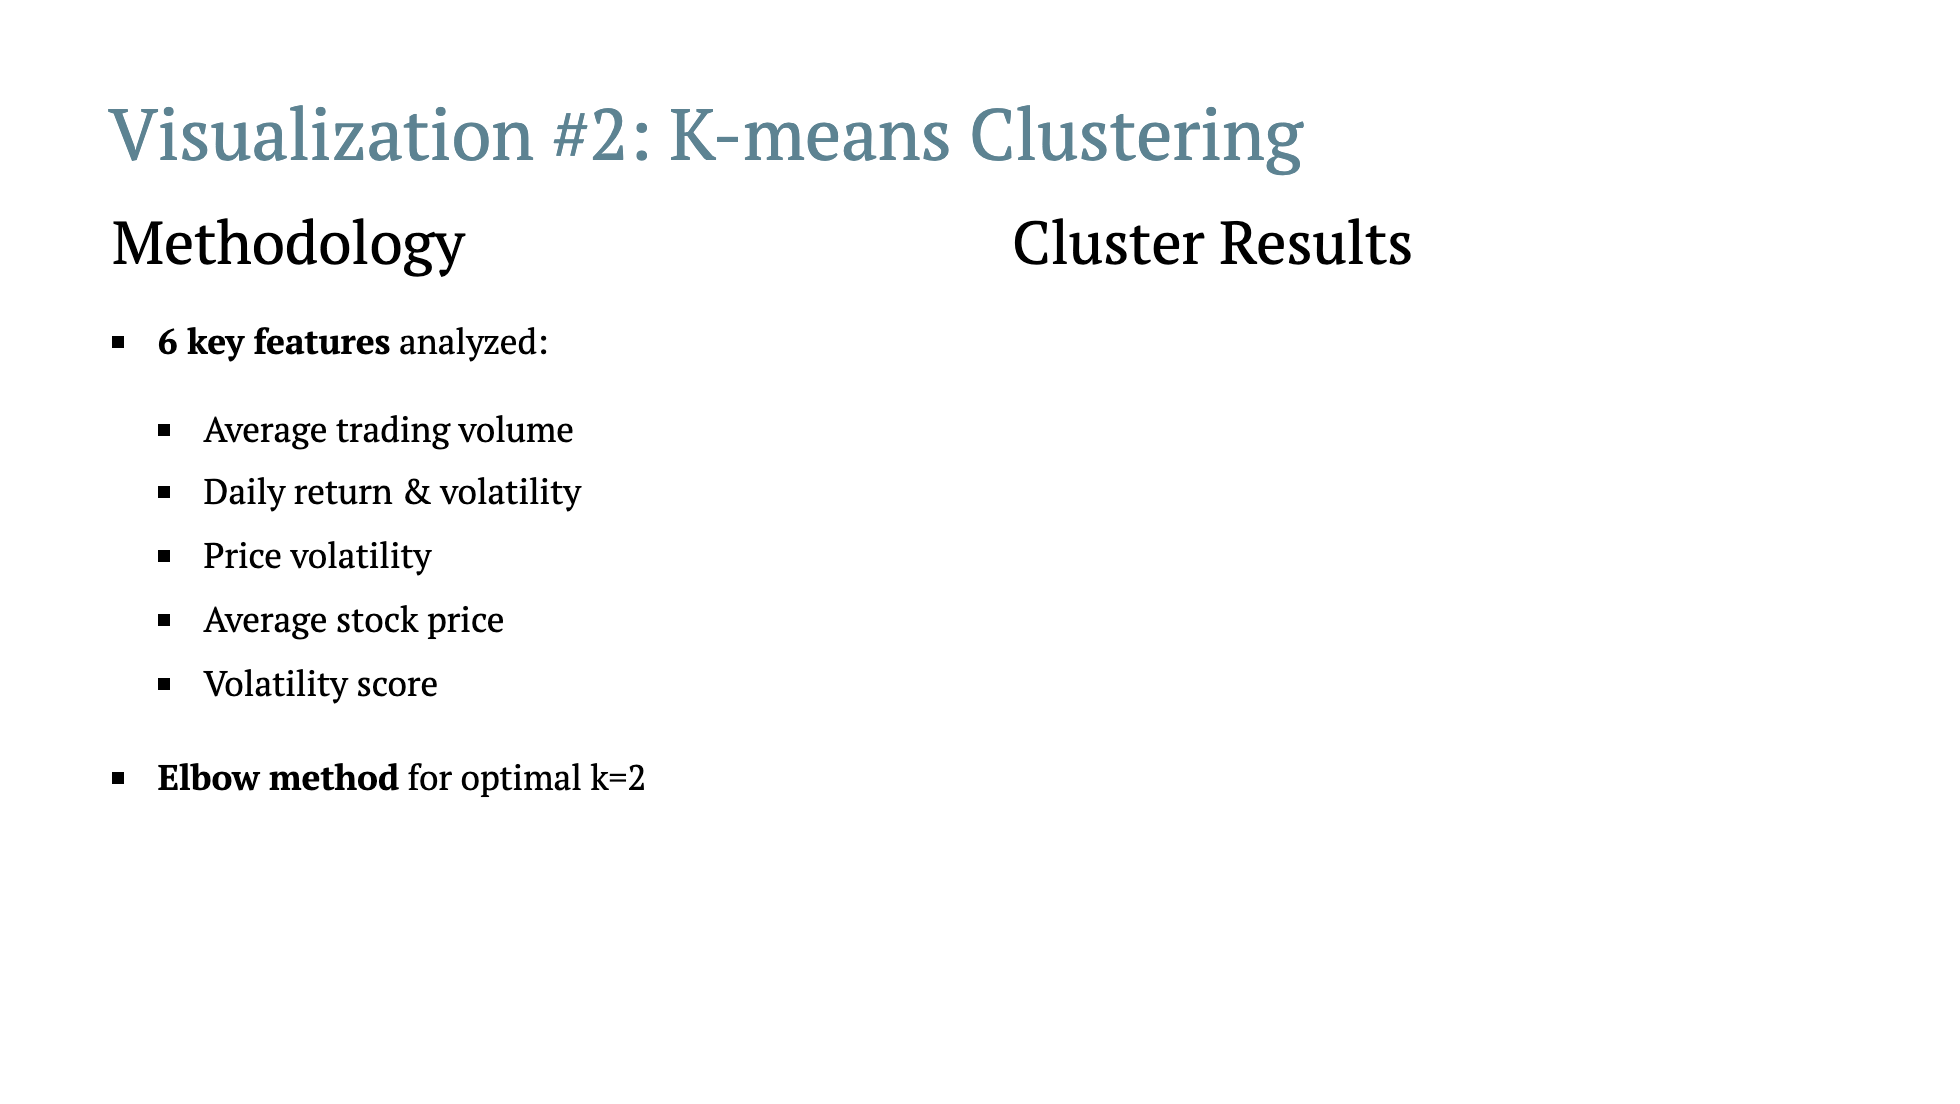 Visualization #2: K-means Clustering
Methodology
▪ 6 key features analyzed:
▪ Average trading volume
▪ Daily return & volatility
▪ Price volatility
▪ Average stock price
▪ Volatility score
▪ Elbow method for optimal k=2
Cluster Results